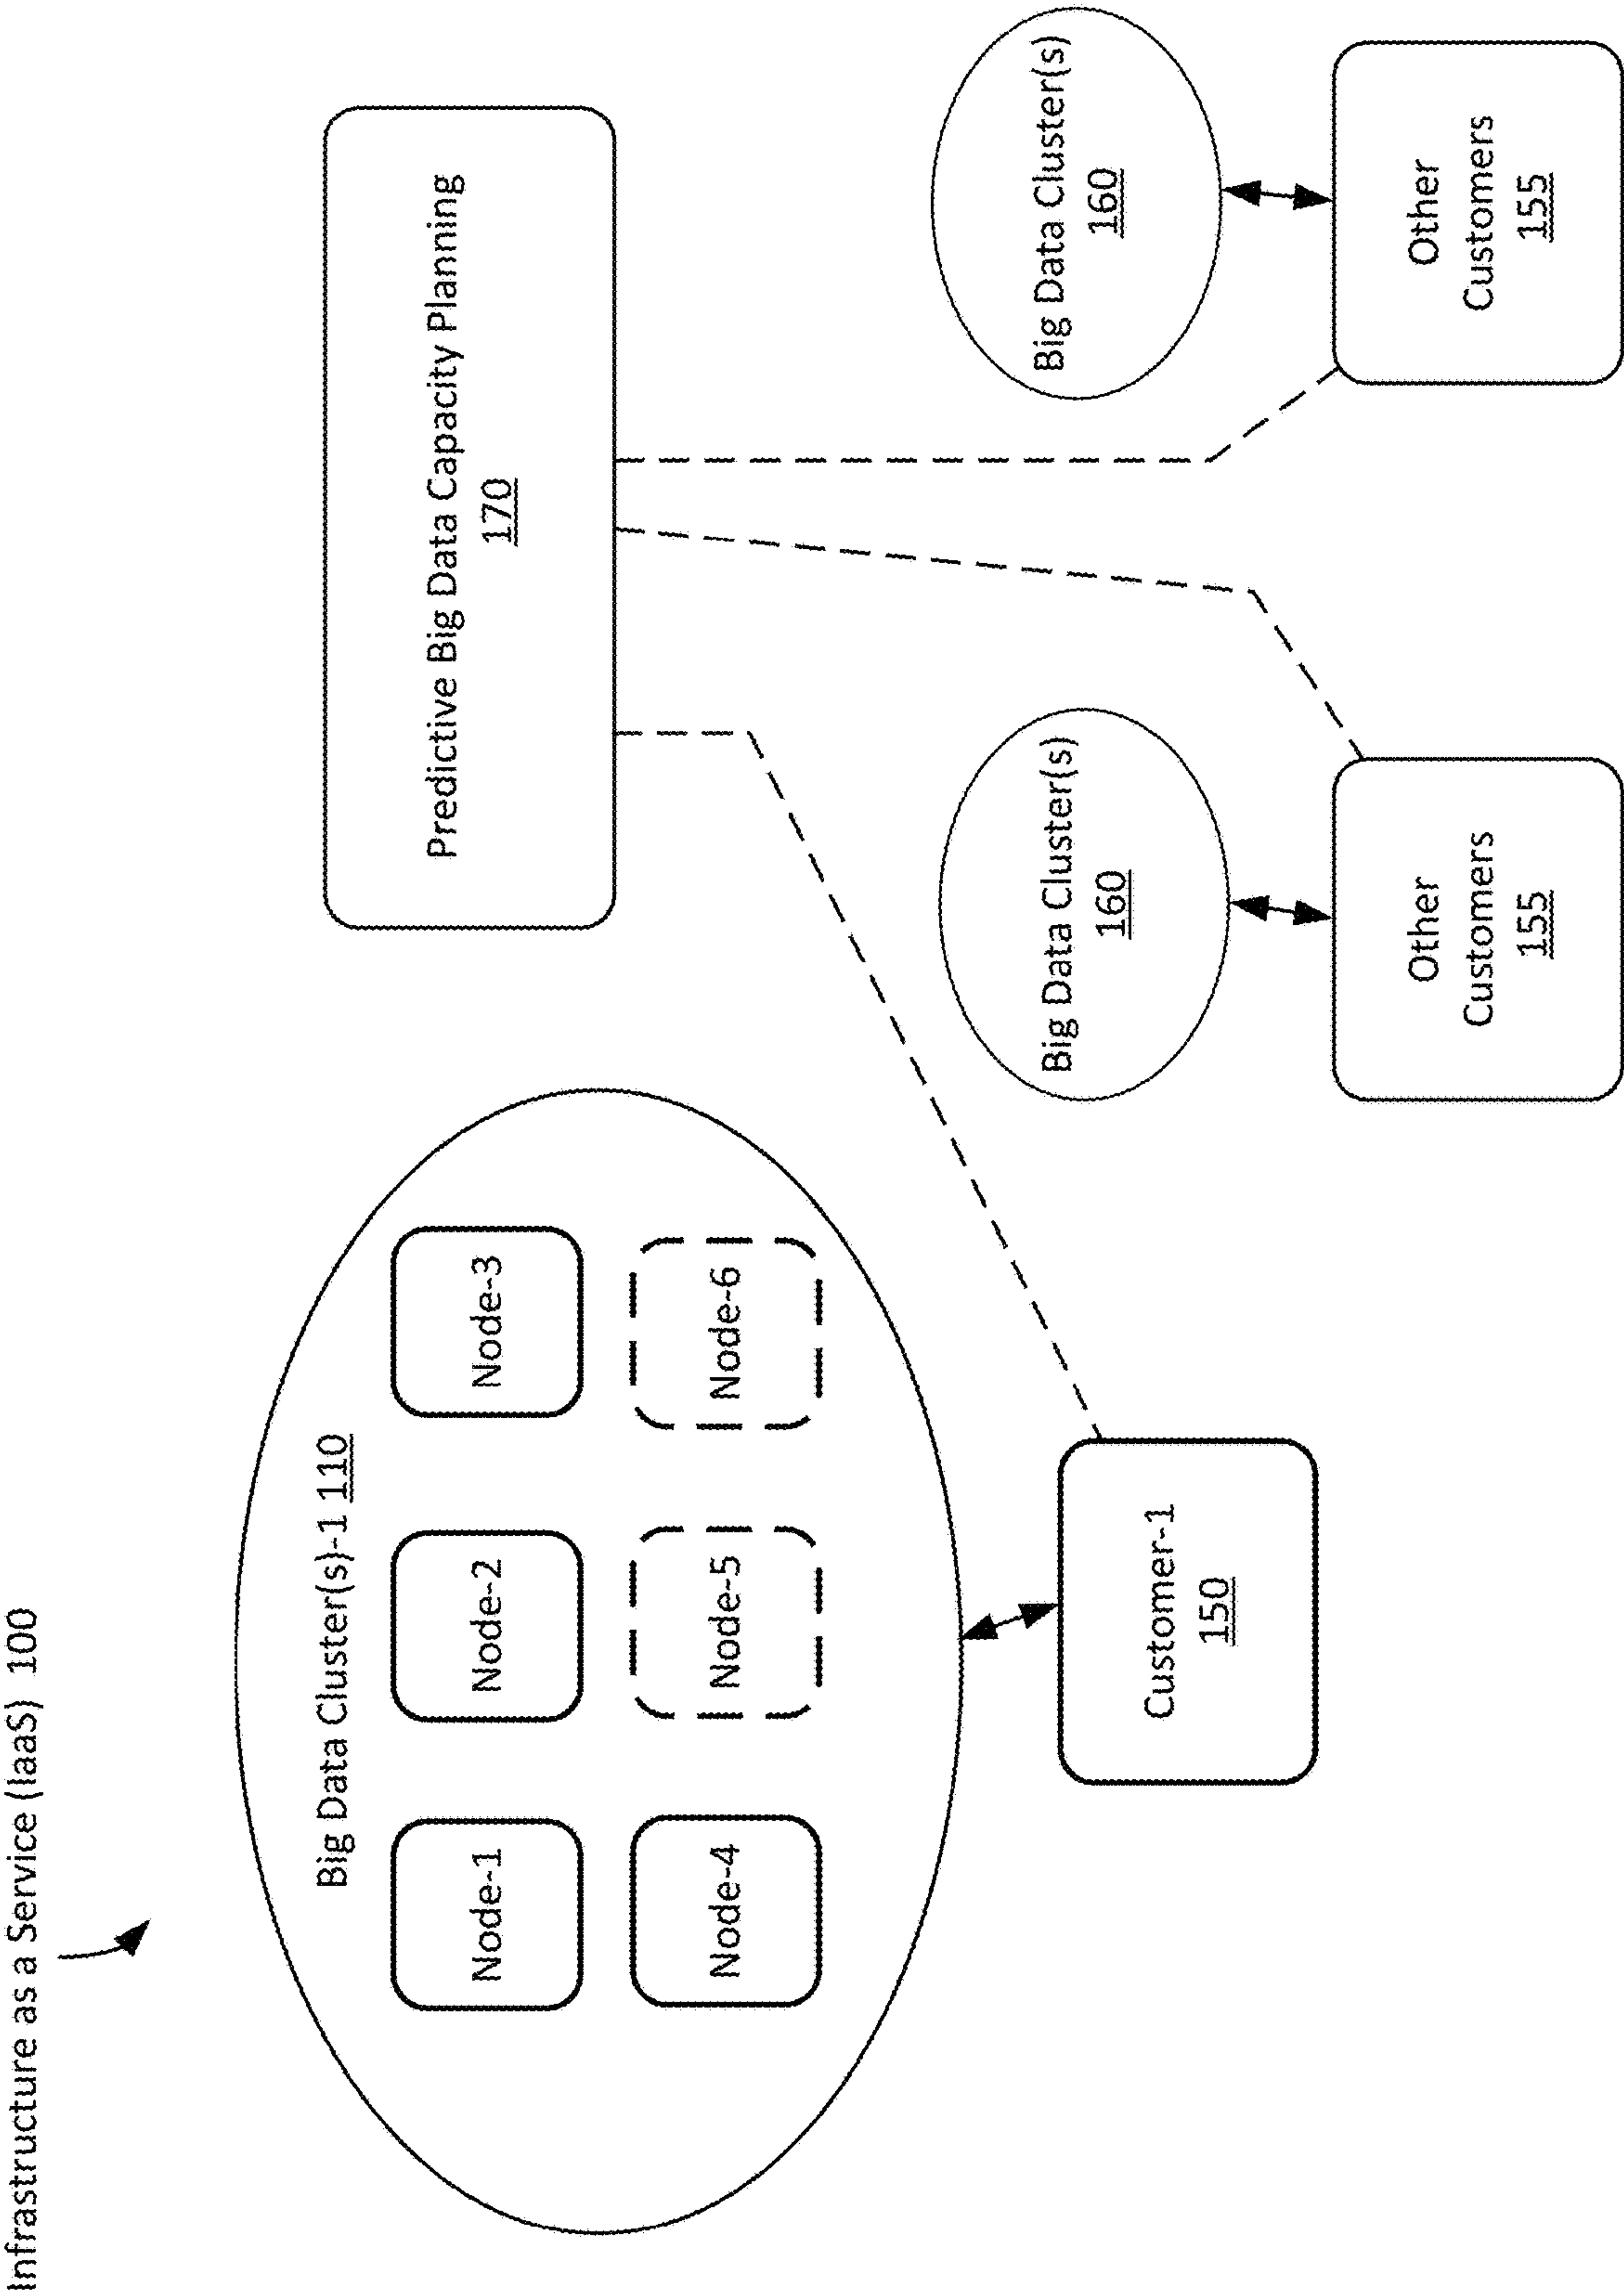 Infrastructure as a Service (IaaS) 100
Big Data Cluster(s)-1 110
Node-1
Node-2
Node-3
Node-4
Node-5
Node-6
Customer-1
150
Predictive Big Data Capacity Planning
170
Big Data Cluster(s)
160
Other
Customers
155
Big Data Cluster(s)
160
Other
Customers
155